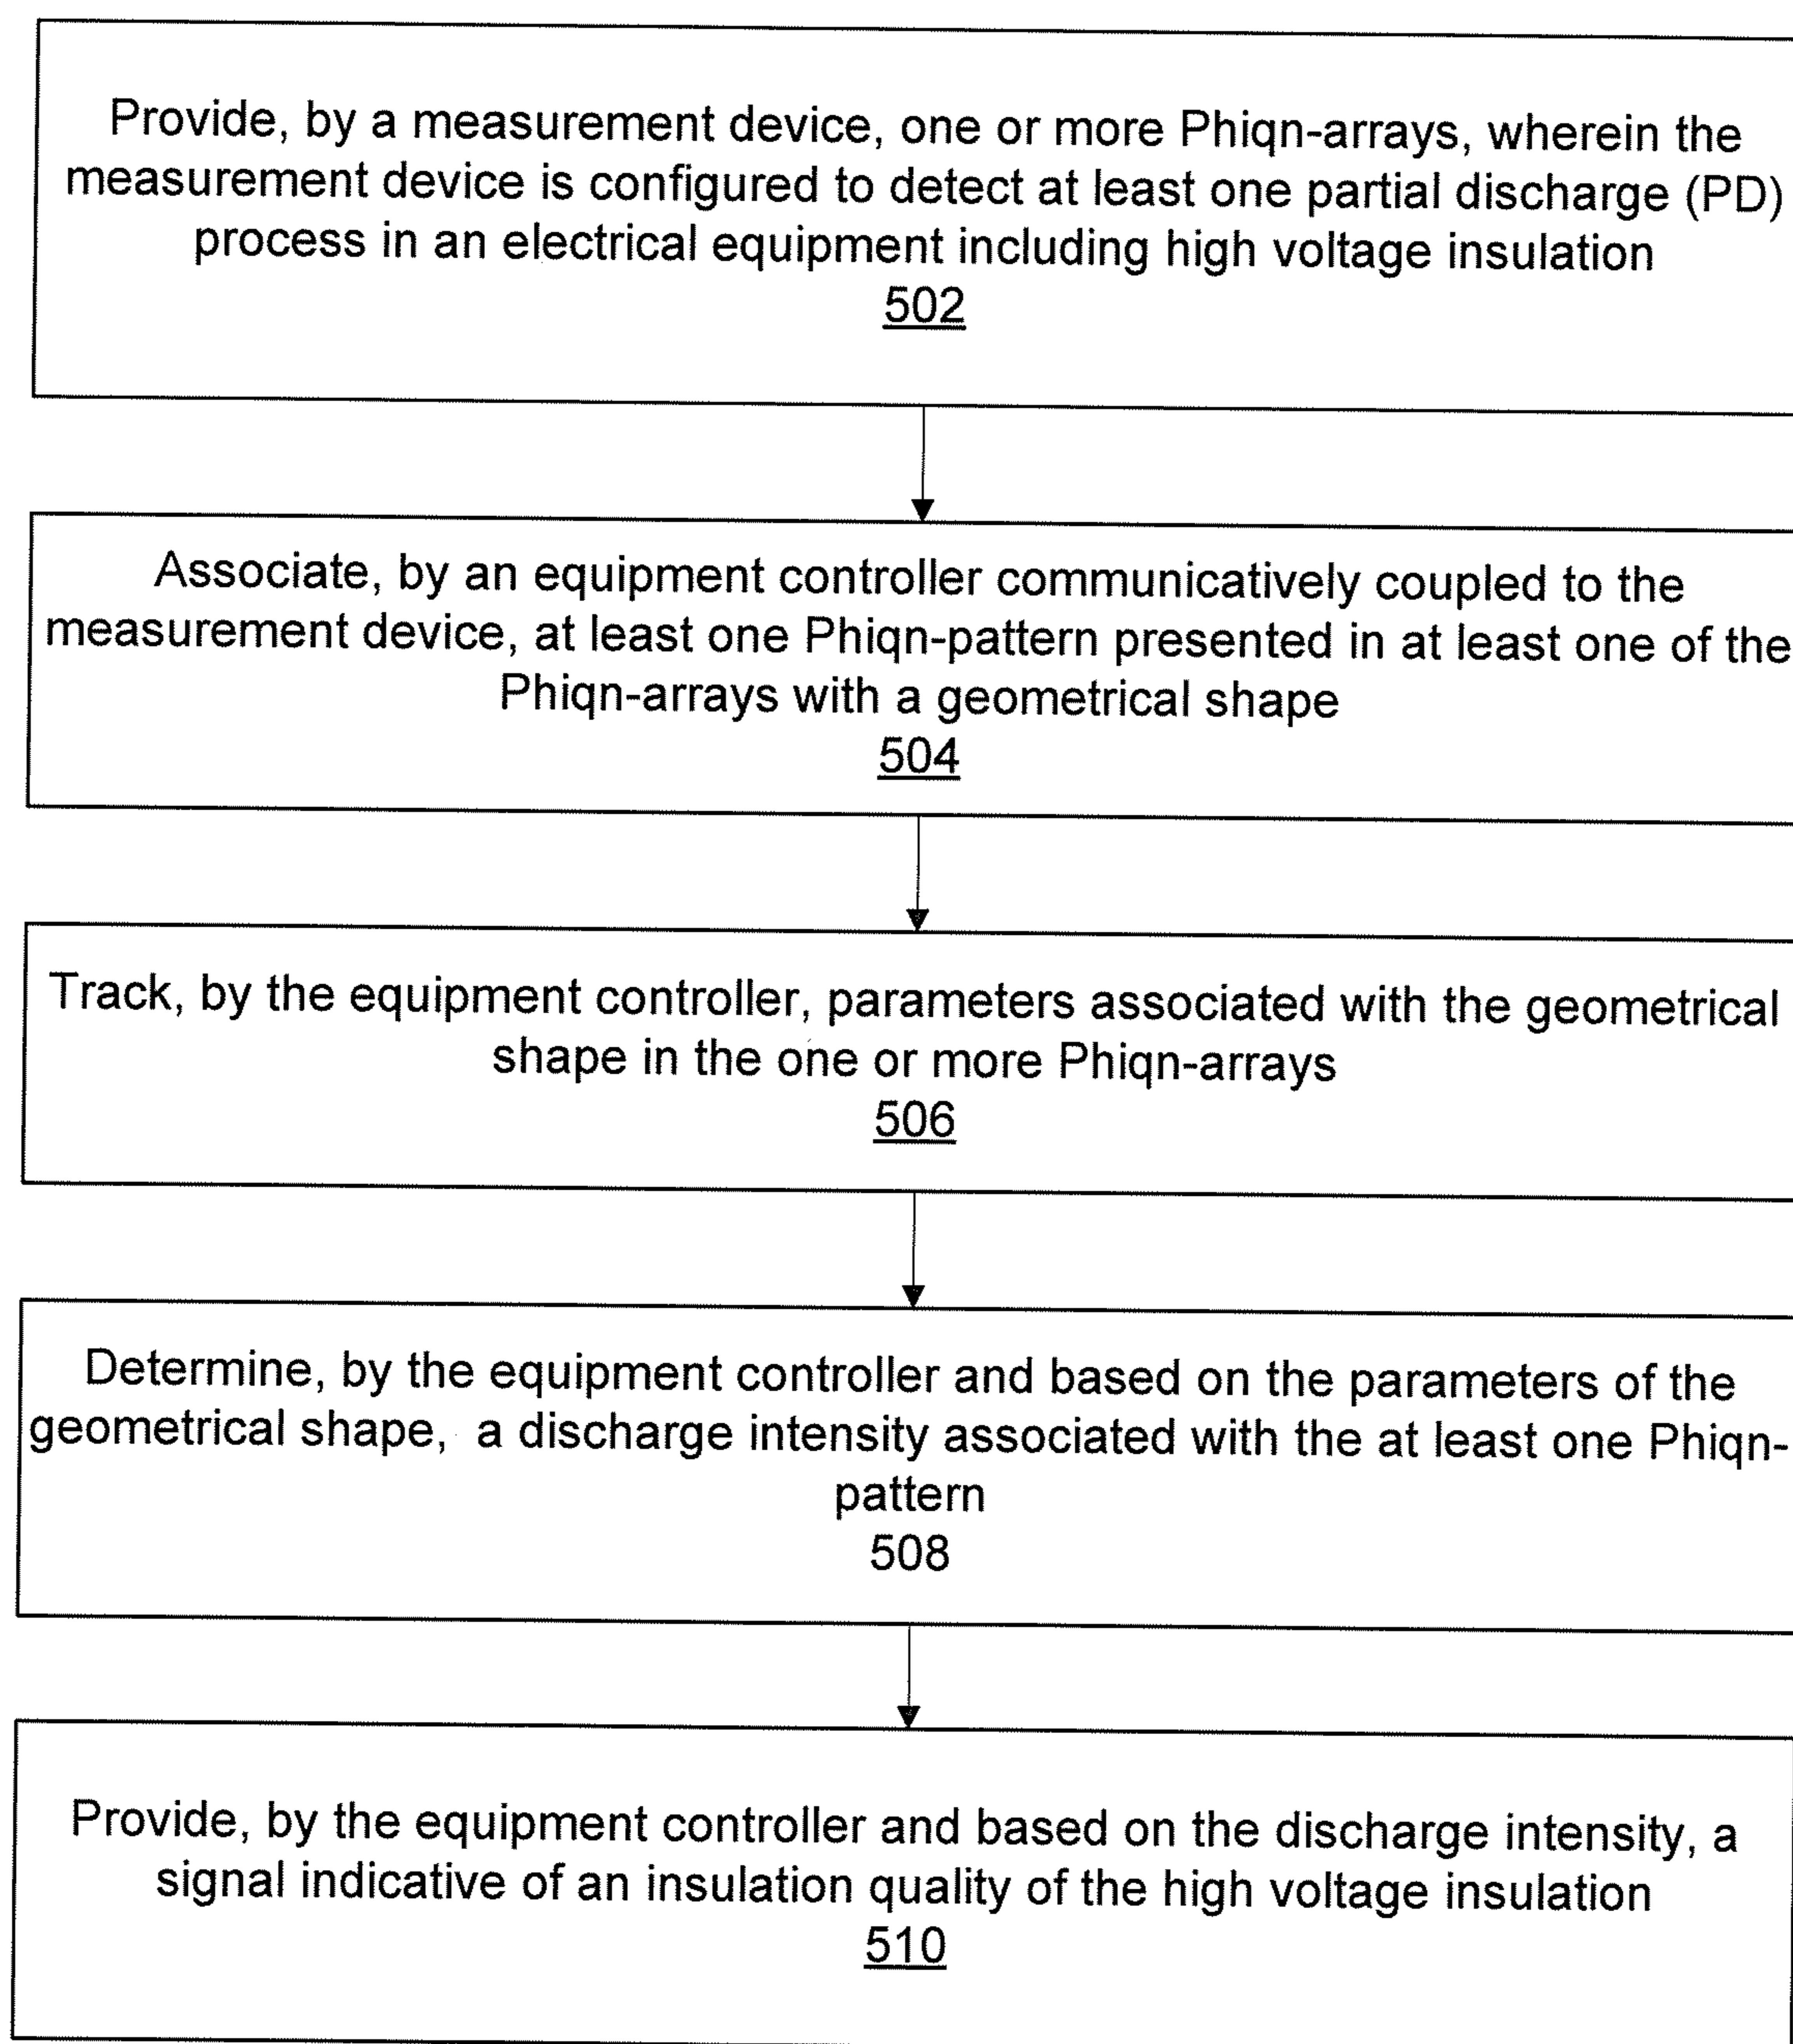 Provide, by a measurement device, one or more Phiqn-arrays, wherein the
measurement device is configured to detect at least one partial discharge (PD)
process in an electrical equipment including high voltage insulation
502
Associate, by an equipment controller communicatively coupled to the
measurement device, at least one Phiqn-pattern presented in at least one of the
Phiqn-arrays with a geometrical shape
504
Track, by the equipment controller, parameters associated with the geometrical
shape in the one or more Phiqn-arrays
506
Determine, by the equipment controller and based on the parameters of the
geometrical shape, a discharge intensity associated with the at least one Phiqn-
pattern
508
Provide, by the equipment controller and based on the discharge intensity, a
signal indicative of an insulation quality of the high voltage insulation
510